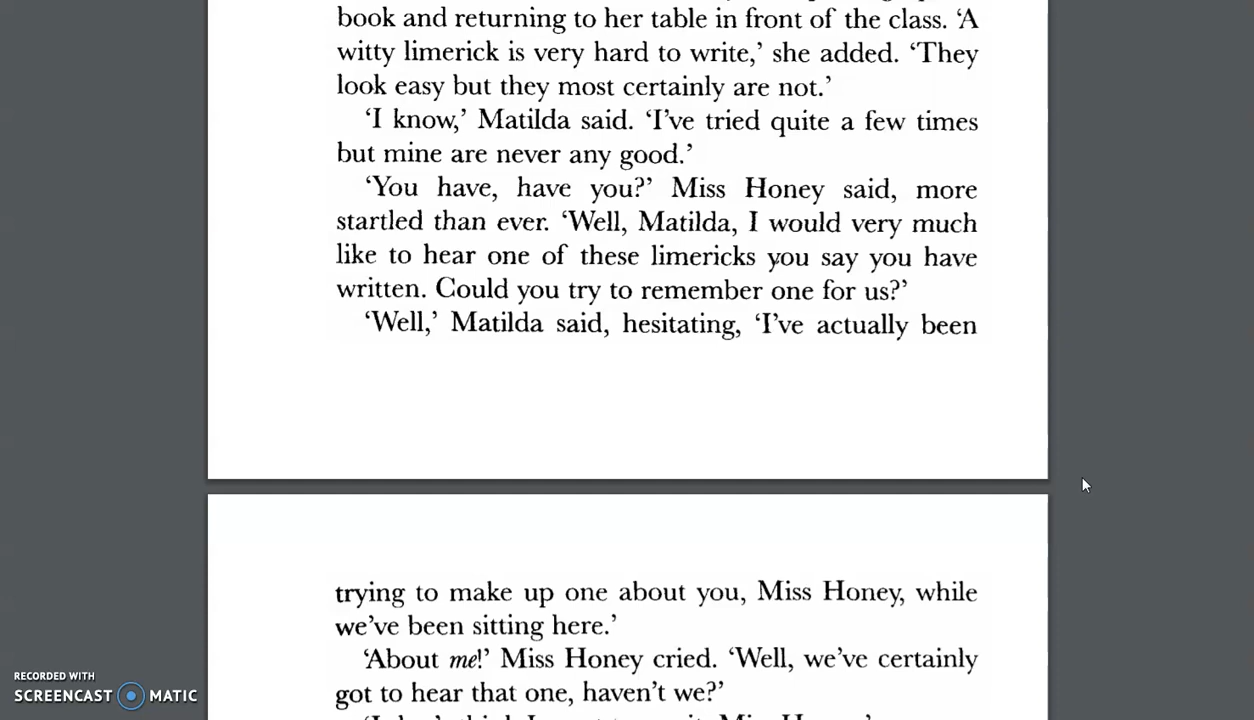 book and returning to her table in front of the class. ‘A
witty limerick is very hard to write,’ she added. ‘They
look easy but they most certainly are not.’
‘I know,’ Matilda said. ‘I’ve tried quite a few times
but mine are never any good.’
‘You have, have you?’ Miss Honey said, more
startled than ever. ‘Well, Matilda, I would very much
like to hear one of these limericks you say you have
written. Could you try to remember one for us?’
‘Well,’ Matilda said, hesitating, ‘I’ve actually been
trying to make up one about you, Miss Honey, while
we’ve been sitting here.’
‘About me!’ Miss Honey cried. ‘Well, we’ve certainly
got to hear that one, haven’t we?’
RECORDED WITH
SCREENCAST MATIC